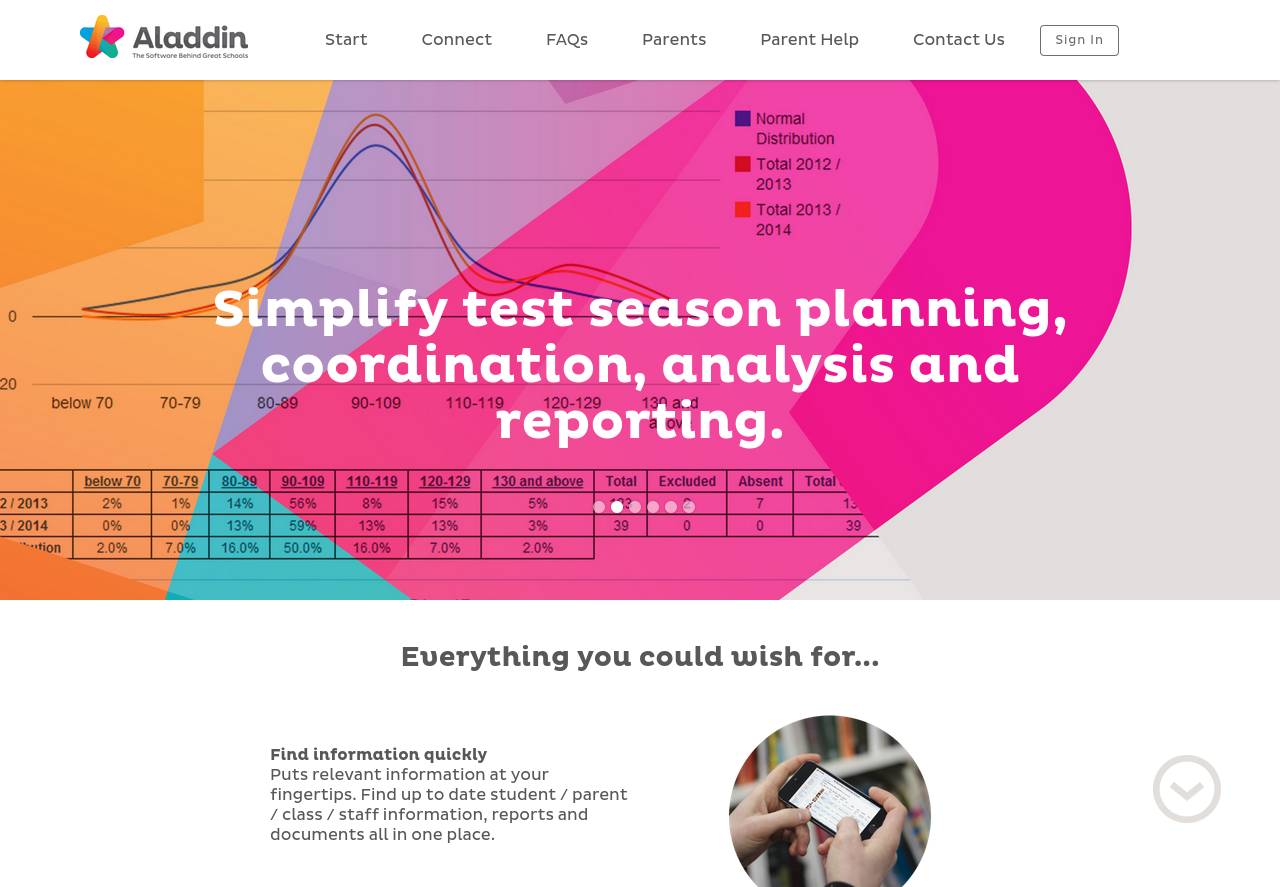 Aladdin
The Software Behind Great Schools
Start
Connect
FAQs
Parents
Parent Help
Contact Us
Sign In
Normal
Distribution
Total 2012 /
2013
Total 2013 /
2014
0
20
below 70 70-79 80-89 90-109 110-119 120-129 130 and
above
Simplify test season planning,
coordination, analysis and
reporting.
below 70 70-79 80-89 90-109 110-119 120-129 130 and above Total Excluded Absent Total
2 / 2013 2% 1% 14% 56% 8% 15% 5% 2 7
3 / 2014 0% 0% 13% 59% 13% 13% 3% 39 0 0 39
2.0% 7.0% 16.0% 50.0% 16.0% 7.0% 2.0%
Everything you could wish for...
Find information quickly
Puts relevant information at your
fingertips. Find up to date student / parent
/ class / staff information, reports and
documents all in one place.